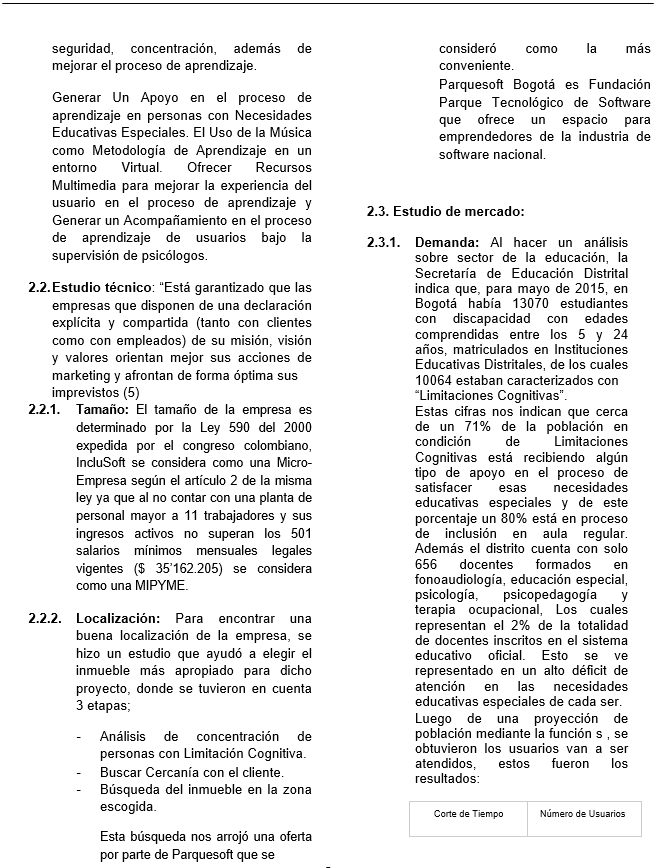 seguridad, concentración, además de
mejorar el proceso de aprendizaje.
Generar Un Apoyo en el proceso de
aprendizaje en personas con Necesidades
Educativas Especiales. El Uso de la Música
como Metodología de Aprendizaje en un
entorno Virtual. Ofrecer Recursos
Multimedia para mejorar la experiencia del
usuario en el proceso de aprendizaje y
Generar un Acompañamiento en el proceso
de aprendizaje de usuarios bajo la
supervisión de psicólogos.
2.2. Estudio técnico: “Está garantizado que las
empresas que disponen de una declaración
explícita y compartida (tanto con clientes
como con empleados) de su misión, visión
y valores orientan mejor sus acciones de
marketing y afrontan de forma óptima sus
imprevistos (5)
2.2.1. Tamaño: El tamaño de la empresa es
determinado por la Ley 590 del 2000
expedida por el congreso colombiano,
IncluSoft se considera como una Micro-
Empresa según el artículo 2 de la misma
ley ya que al no contar con una planta de
personal mayor a 11 trabajadores y sus
ingresos activos no superan los 501
salarios mínimos mensuales legales
vigentes ($ 35’162.205) se considera
como una MIPYME.
2.2.2. Localización: Para encontrar una
buena localización de la empresa, se
hizo un estudio que ayudó a elegir el
inmueble más apropiado para dicho
proyecto, donde se tuvieron en cuenta
3 etapas;
- Análisis de concentración de
personas con Limitación Cognitiva.
- Buscar Cercanía con el cliente.
- Búsqueda del inmueble en la zona
escogida.
Esta búsqueda nos arrojó una oferta
por parte de Parquesoft que se
consideró como la más
conveniente.
Parquesoft Bogotá es Fundación
Parque Tecnológico de Software
que ofrece un espacio para
emprendedores de la industria de
software nacional.
2.3. Estudio de mercado:
2.3.1. Demanda: Al hacer un análisis
sobre sector de la educación, la
Secretaría de Educación Distrital
indica que, para mayo de 2015, en
Bogotá había 13070 estudiantes
con discapacidad con edades
comprendidas entre los 5 y 24
años, matriculados en Instituciones
Educativas Distritales, de los cuales
10064 estaban caracterizados con
“Limitaciones Cognitivas”.
Estas cifras nos indican que cerca
de un 71% de la población en
condición de Limitaciones
Cognitivas está recibiendo algún
tipo de apoyo en el proceso de
satisfacer esas necesidades
educativas especiales y de este
porcentaje un 80% está en proceso
de inclusión en aula regular.
Además el distrito cuenta con solo
656 docentes formados en
fonoaudiología, educación especial,
psicología, psicopedagogía y
terapia ocupacional, Los cuales
representan el 2% de la totalidad
de docentes inscritos en el sistema
educativo oficial. Esto se ve
representado en un alto déficit de
atención en las necesidades
educativas especiales de cada ser.
Luego de una proyección de
población mediante la función s , se
obtuvieron los usuarios van a ser
atendidos, estos fueron los
resultados:
Corte de Tiempo Número de Usuarios